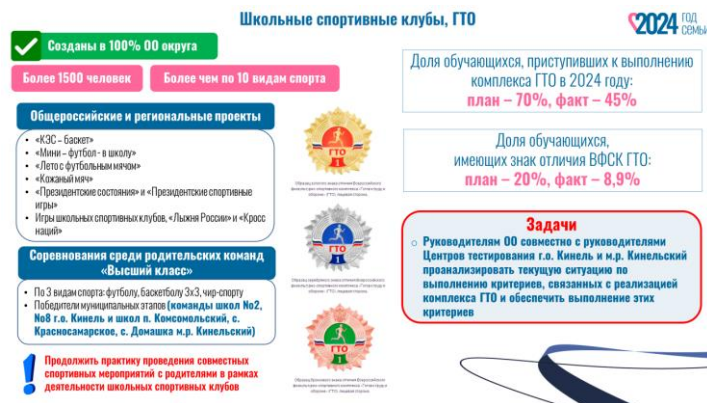 Школьные спортивные клубы, ГТО
2024 ГОД
СЕМЬИ
Созданы в 100% ОО округа
Более 1500 человек
Более чем по 10 видам спорта
Общероссийские и региональные проекты
• «КЭС – баскет»
• «Мини – футбол - в школу»
• «Лето с футбольным мячом»
• «Кожаный мяч»
• «Президентские состояния» и «Президентские спортивные
игры»
• Игры школьных спортивных клубов, «Лыжня России» и «Кросс
наций»
Соревнования среди родительских команд
«Высший класс»
• По 3 видам спорта: футболу, баскетболу 3х3, чир-спорту
• Победители муниципальных этапов (команды школ №2,
№8 г.о. Кинель и школ п. Комсомольский, с.
Красносамарское, с. Домашка м.р. Кинельский)
Продолжить практику проведения совместных
спортивных мероприятий с родителями в рамках
деятельности школьных спортивных клубов
ГТО
1
ГТО
1
ГТО
1
Доля обучающихся, приступивших к выполнению
комплекса ГТО в 2024 году:
план – 70%, факт – 45%
Доля обучающихся,
имеющих знак отличия ВФСК ГТО:
план – 20%, факт – 8,9%
Задачи
o Руководителям ОО совместно с руководителями
Центров тестирования г.о. Кинель и м.р. Кинельский
проанализировать текущую ситуацию по
выполнению критериев, связанных с реализацией
комплекса ГТО и обеспечить выполнение этих
критериев